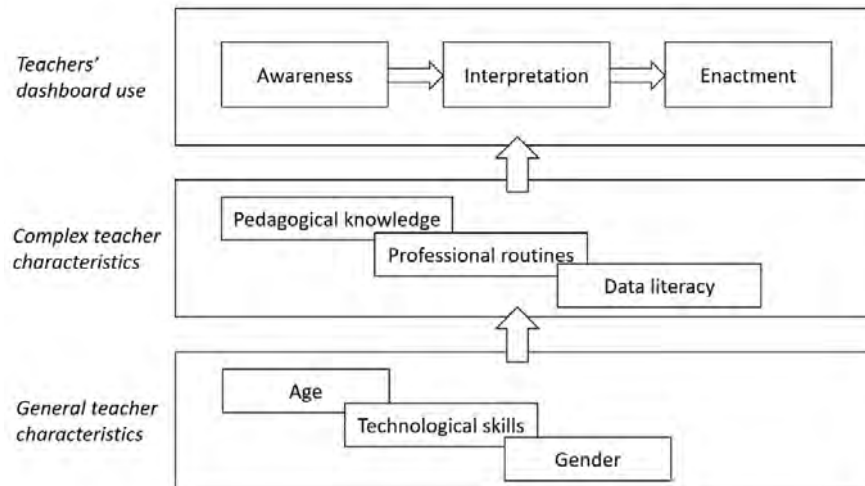 Teachers'
dashboard use
Awareness
Interpretation
Enactment
Complex teacher
characteristics
Pedagogical knowledge
Professional routines
Data literacy
General teacher
characteristics
Age
Technological skills
Gender